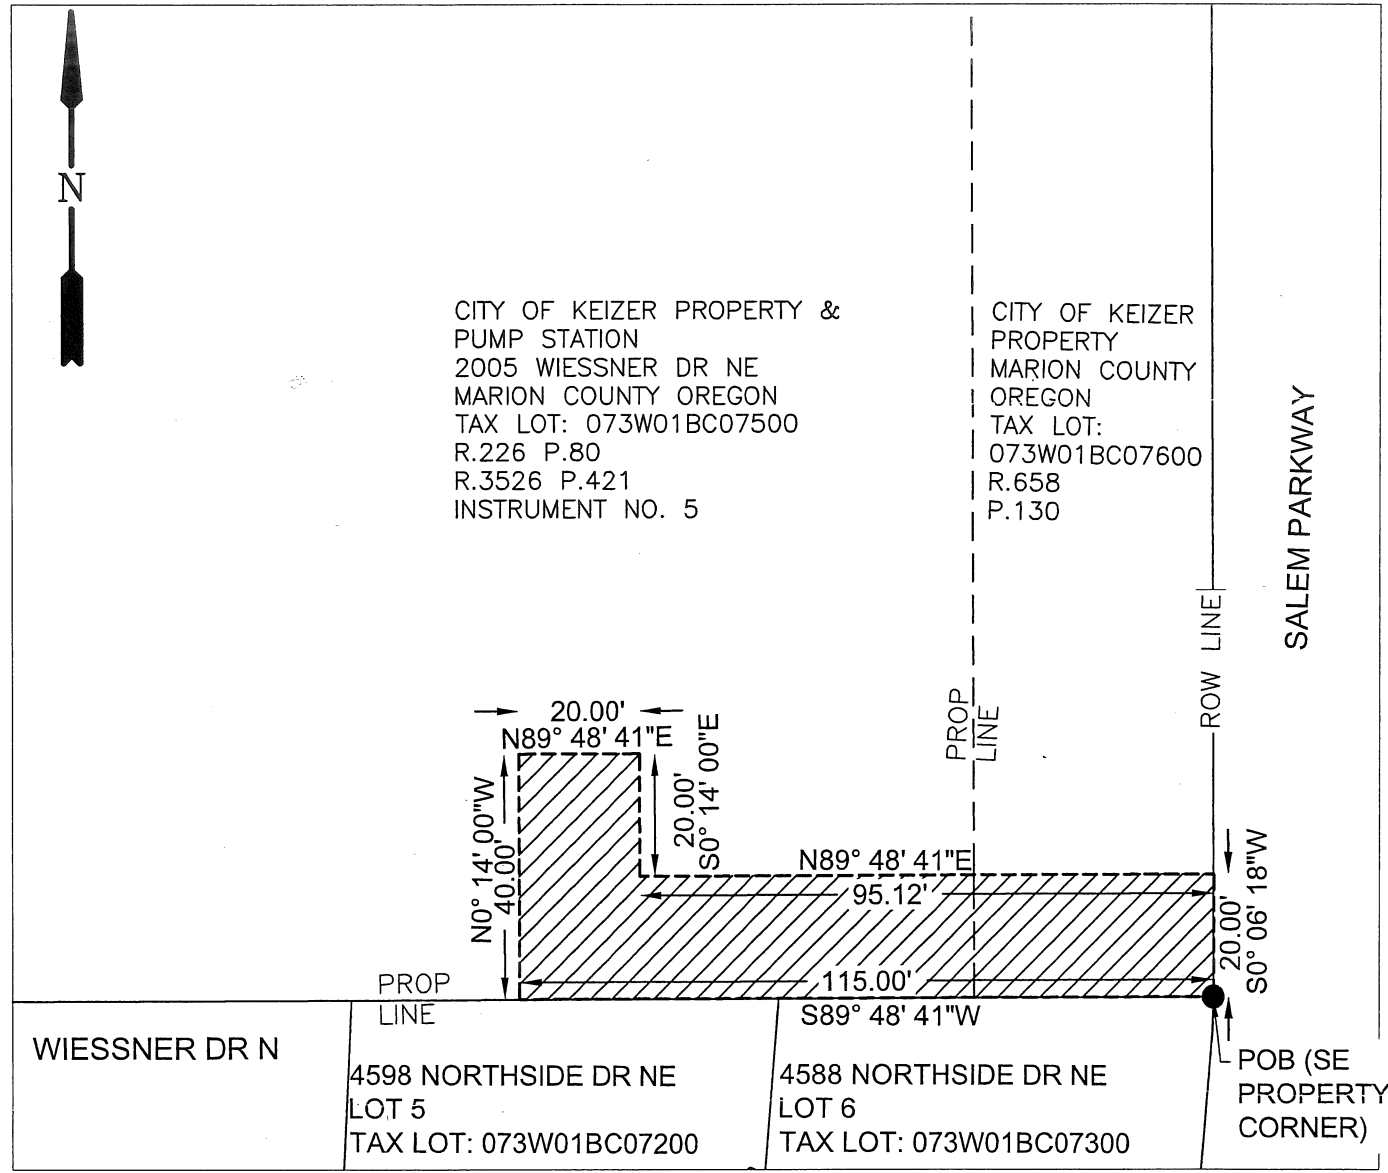 N
CITY OF KEIZER PROPERTY &
PUMP STATION
2005 WIESSNER DR NE
MARION COUNTY OREGON
TAX LOT: 073W01BC07500
R.226 P.80
R.3526 P.421
INSTRUMENT NO. 5
CITY OF KEIZER
PROPERTY
MARION COUNTY
OREGON
TAX LOT:
073W01BC07600
R.658
P.130
SALEM PARKWAY
ROW LINE
PROP
LINE
20.00'
N89° 48' 41"E
20.00'
S0° 14' 00"E
N0° 14' 00"W
40.00'
N89° 48' 41"E
95.12'
20.00'
S0° 06' 18"W
115.00'
S89° 48' 41"W
PROP
LINE
WIESSNER DR N
4598 NORTHSIDE DR NE
LOT 5
TAX LOT: 073W01BC07200
4588 NORTHSIDE DR NE
LOT 6
TAX LOT: 073W01BC07300
POB (SE
PROPERTY
CORNER)